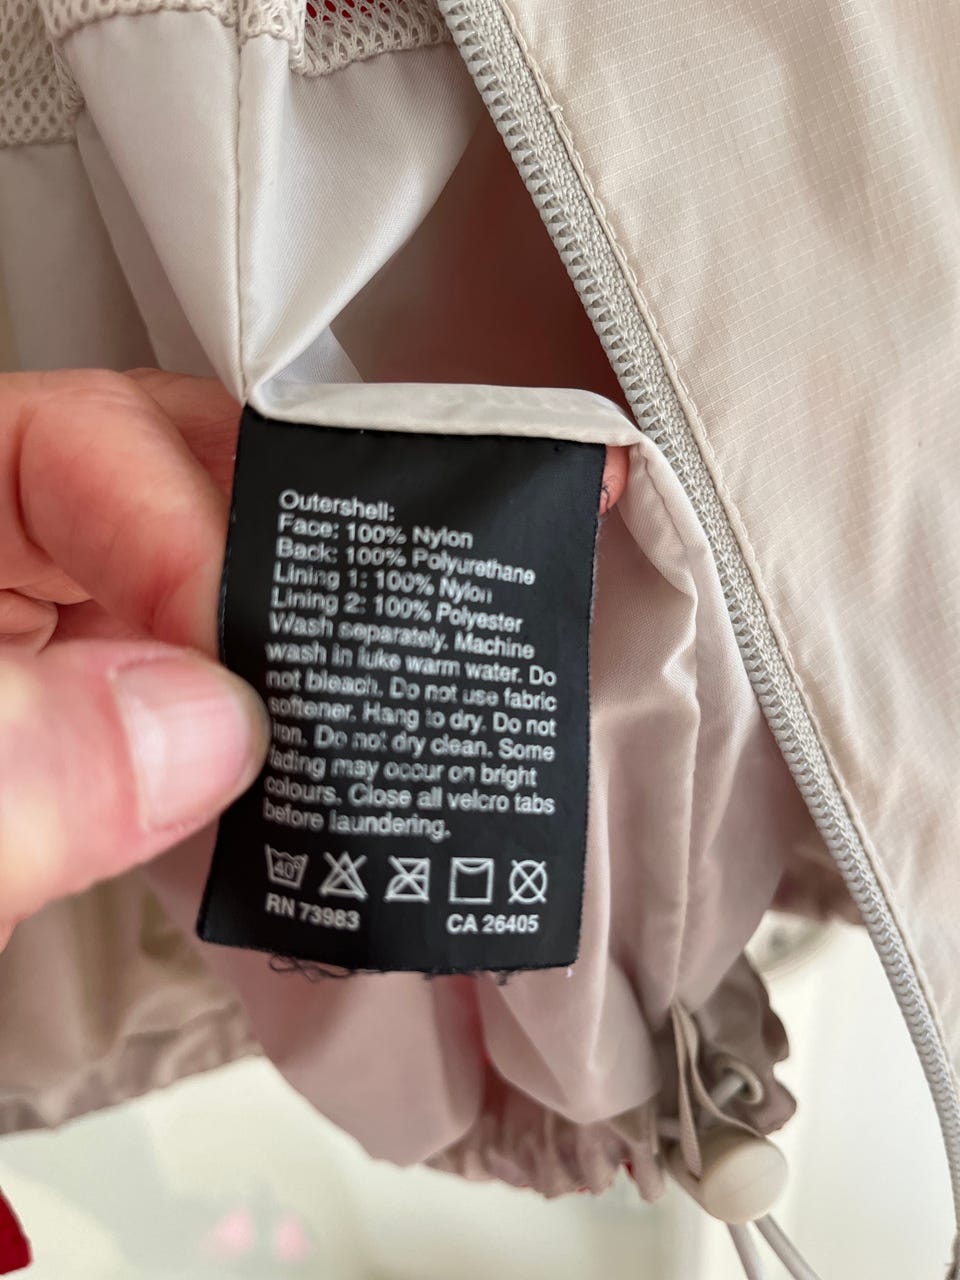 Outershell:
Face: 100% Nylon
Back: 100% Polyurethane
Lining 1: 100% Nylon
Lining 2: 100% Polyester
Wash separately. Machine
wash in luke warm water. Do
not bleach. Do not use fabric
softener. Hang to dry. Do not
iron. Do not dry clean. Some
fading may occur on bright
colours. Close all velcro tabs
before laundering.
40°
RN 73983 CA 26405